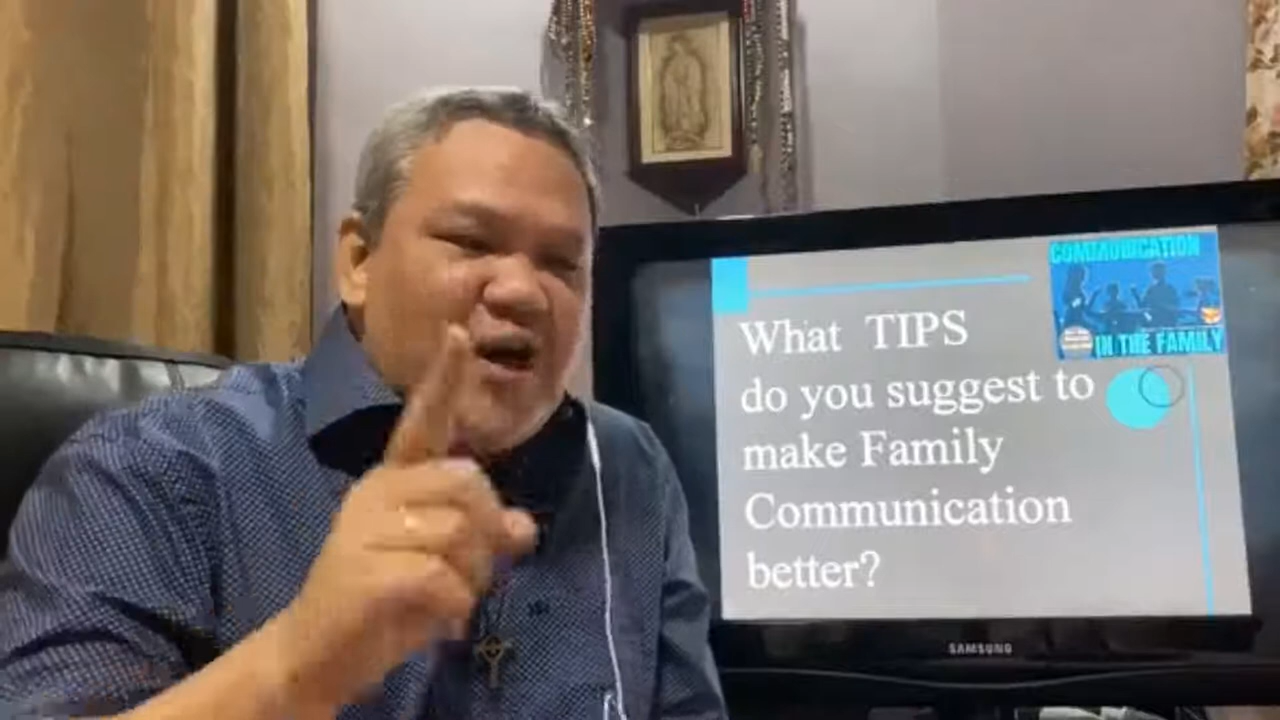 COMMUNICATION
IN THE FAMILY
What TIPS
do you suggest to
make Family
Communication
better?
SAMSUNG